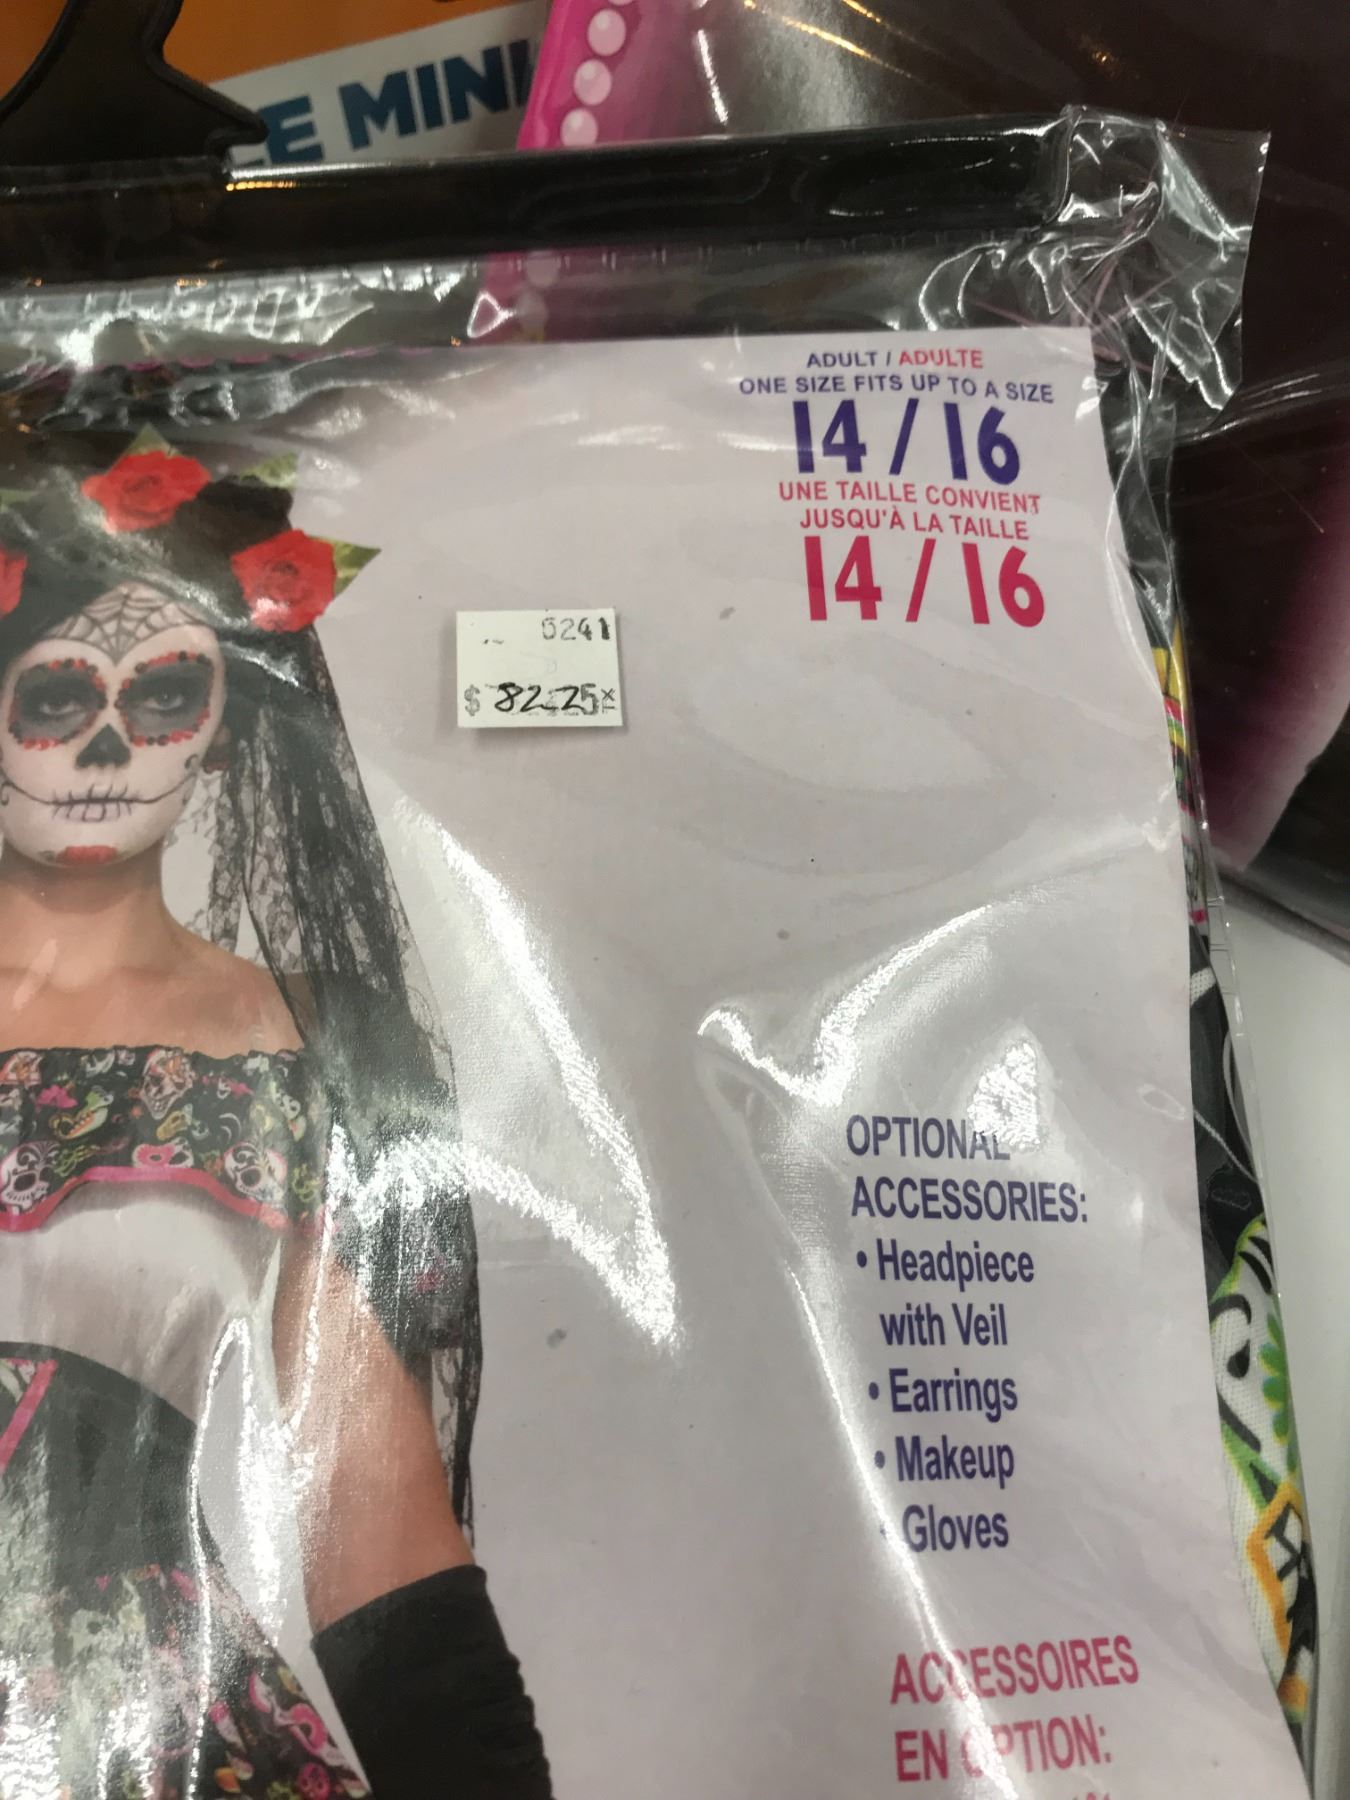 E MINI
ADULT / ADULTE
ONE SIZE FITS UP TO A SIZE
14 / 16
UNE TAILLE CONVIENT
JUSQU'À LA TAILLE
14 / 16
0241
$ 82.25
OPTIONAL
ACCESSORIES:
• Headpiece
with Veil
• Earrings
• Makeup
• Gloves
ACCESSOIRES
EN OPTION: